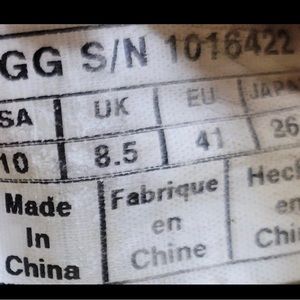 GG S/N 1016422
SA UK EU JAPA
10 8.5 41 26
Made Fabrique Hech
In en en
China Chine Chi